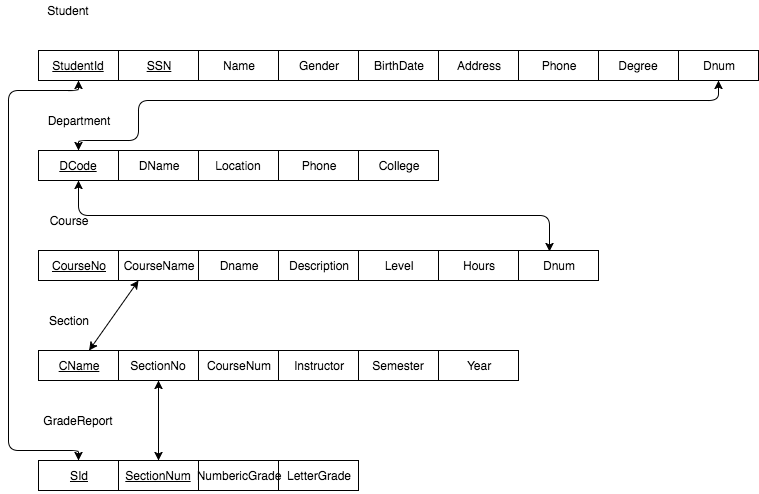 Student
StudentId SSN Name Gender BirthDate Address Phone Degree Dnum
Department
DCode DName Location Phone College
Course
CourseNo CourseName Dname Description Level Hours Dnum
Section
CName SectionNo CourseNum Instructor Semester Year
GradeReport
SId SectionNum NumbericGrade LetterGrade